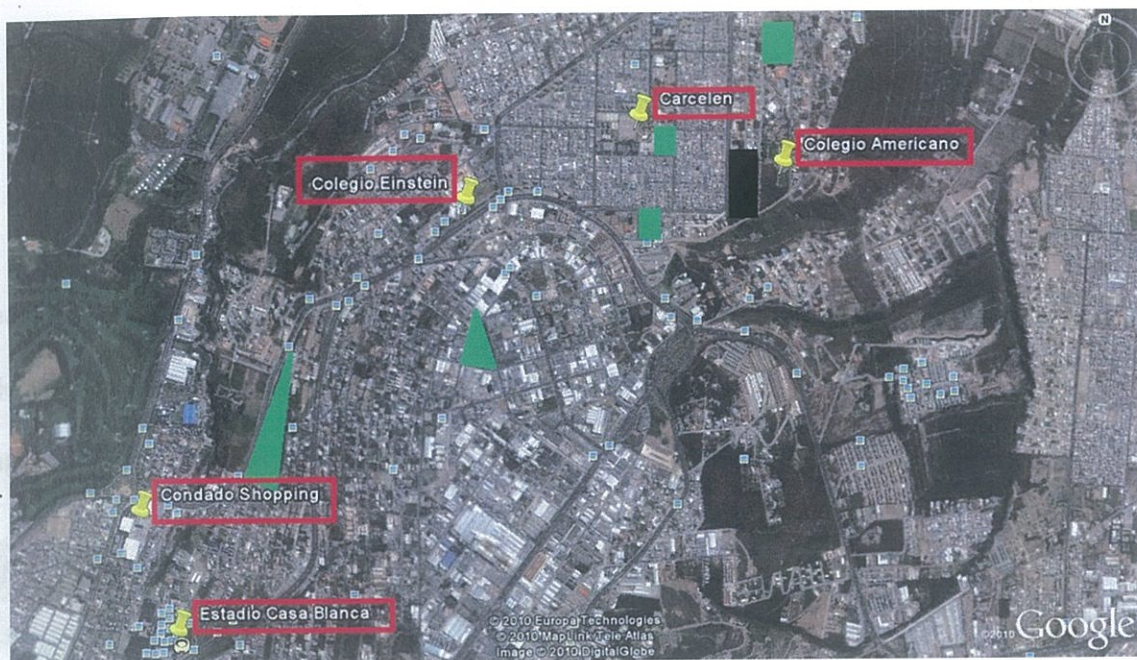 N
Carcelen
Colegio Americano
Colegio Einstein
Condado Shopping
Estadio Casa Blanca
© 2010 Europa Technologies
© 2010 MapLink/Tele Atlas
Image © 2010 DigitalGlobe
©2010 Google